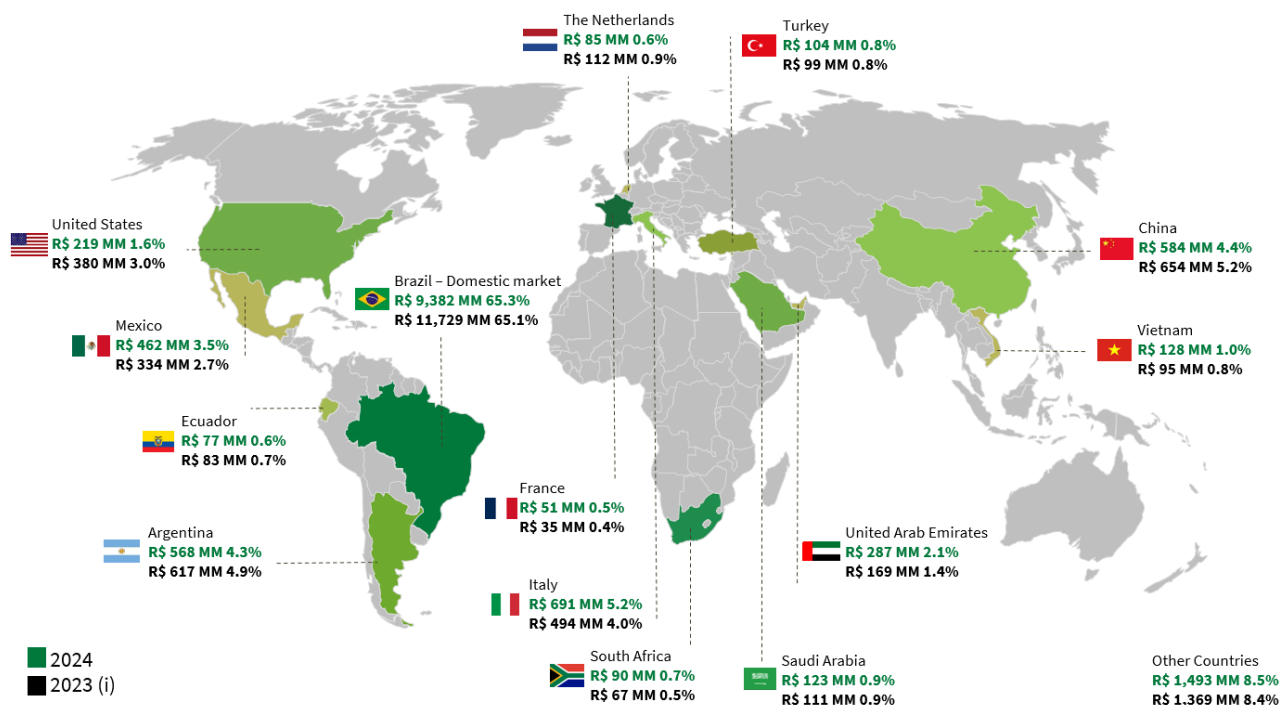 The Netherlands
R$ 85 MM 0.6%
R$ 112 MM 0.9%
Turkey
R$ 104 MM 0.8%
R$ 99 MM 0.8%
United States
R$ 219 MM 1.6%
R$ 380 MM 3.0%
China
R$ 584 MM 4.4%
R$ 654 MM 5.2%
Brazil – Domestic market
R$ 9,382 MM 65.3%
R$ 11,729 MM 65.1%
Mexico
R$ 462 MM 3.5%
R$ 334 MM 2.7%
Vietnam
R$ 128 MM 1.0%
R$ 95 MM 0.8%
Ecuador
R$ 77 MM 0.6%
R$ 83 MM 0.7%
France
R$ 51 MM 0.5%
R$ 35 MM 0.4%
Argentina
R$ 568 MM 4.3%
R$ 617 MM 4.9%
United Arab Emirates
R$ 287 MM 2.1%
R$ 169 MM 1.4%
Italy
R$ 691 MM 5.2%
R$ 494 MM 4.0%
South Africa
R$ 90 MM 0.7%
R$ 67 MM 0.5%
Saudi Arabia
R$ 123 MM 0.9%
R$ 111 MM 0.9%
Other Countries
R$ 1,493 MM 8.5%
R$ 1,369 MM 8.4%
2024
2023 (i)